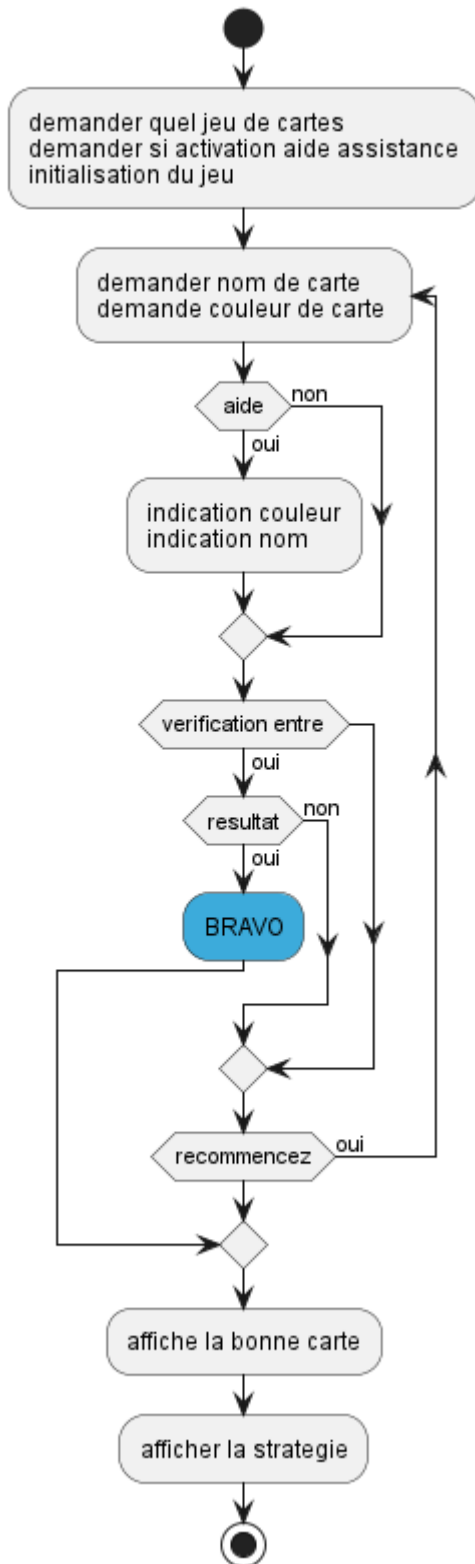 demander quel jeu de cartes
demander si activation aide assistance
initialisation du jeu
demander nom de carte
demande couleur de carte
aide
non
oui
indication couleur
indication nom
verification entre
oui
resultat
non
oui
BRAVO
recommencez
oui
affiche la bonne carte
afficher la strategie